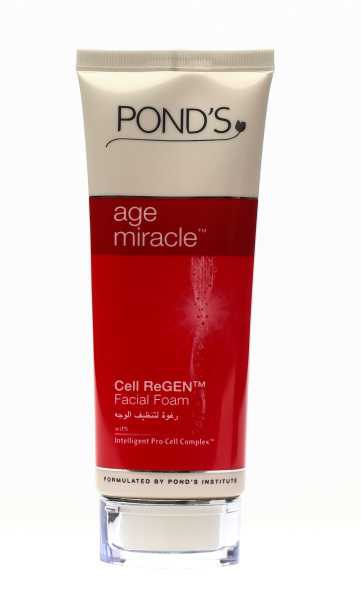 POND'S
age
miracle™
Cell ReGEN™
Facial Foam
رغوة لتنظيف الوجه
with
Intelligent Pro-Cell Complex™
FORMULATED BY POND'S INSTITUTE